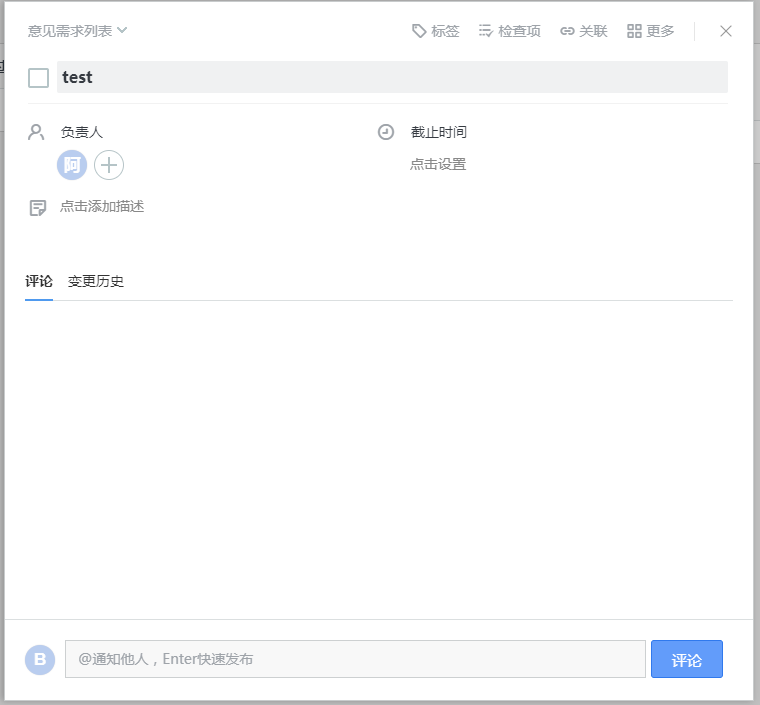 意见需求列表 标签 检查项 关联 更多
test
负责人 截止时间
阿 点击设置
点击添加描述
评论 变更历史
B @通知他人，Enter快速发布 评论